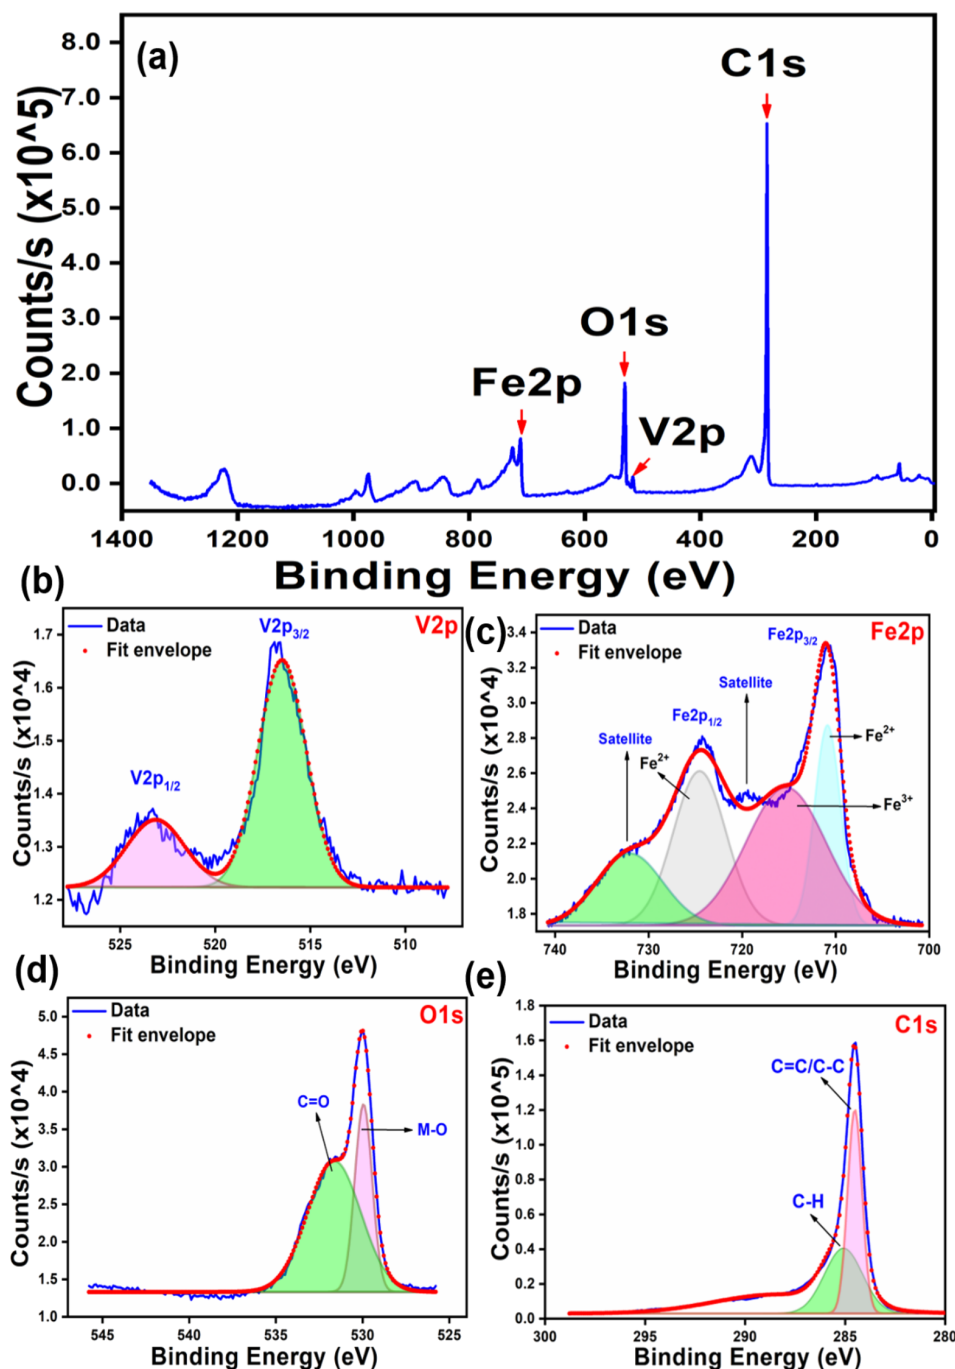 (a)
Counts/s (x10^5)
8.0
7.0
6.0
5.0
4.0
3.0
2.0
1.0
0.0
C1s
O1s
Fe2p
V2p
1400 1200 1000 800 600 400 200 0
Binding Energy (eV)
(b)
Counts/s (x10^4)
1.7
1.6
1.5
1.4
1.3
1.2
Data
Fit envelope
V2p
V2p3/2
V2p1/2
525 520 515 510
Binding Energy (eV)
(c)
Counts/s (x10^4)
3.4
3.2
3.0
2.8
2.6
2.4
2.2
2.0
1.8
Data
Fit envelope
Fe2p
Fe2p3/2
Satellite
Fe2p1/2
Satellite
Fe2+
Fe2+
Fe3+
740 730 720 710 700
Binding Energy (eV)
(d)
Counts/s (x10^4)
5.0
4.5
4.0
3.5
3.0
2.5
2.0
1.5
1.0
Data
Fit envelope
O1s
C=O
M-O
545 540 535 530 525
Binding Energy (eV)
(e)
Counts/s (x10^5)
1.8
1.6
1.4
1.2
1.0
0.8
0.6
0.4
0.2
0.0
Data
Fit envelope
C1s
C=C/C-C
C-H
300 295 290 285 280
Binding Energy (eV)